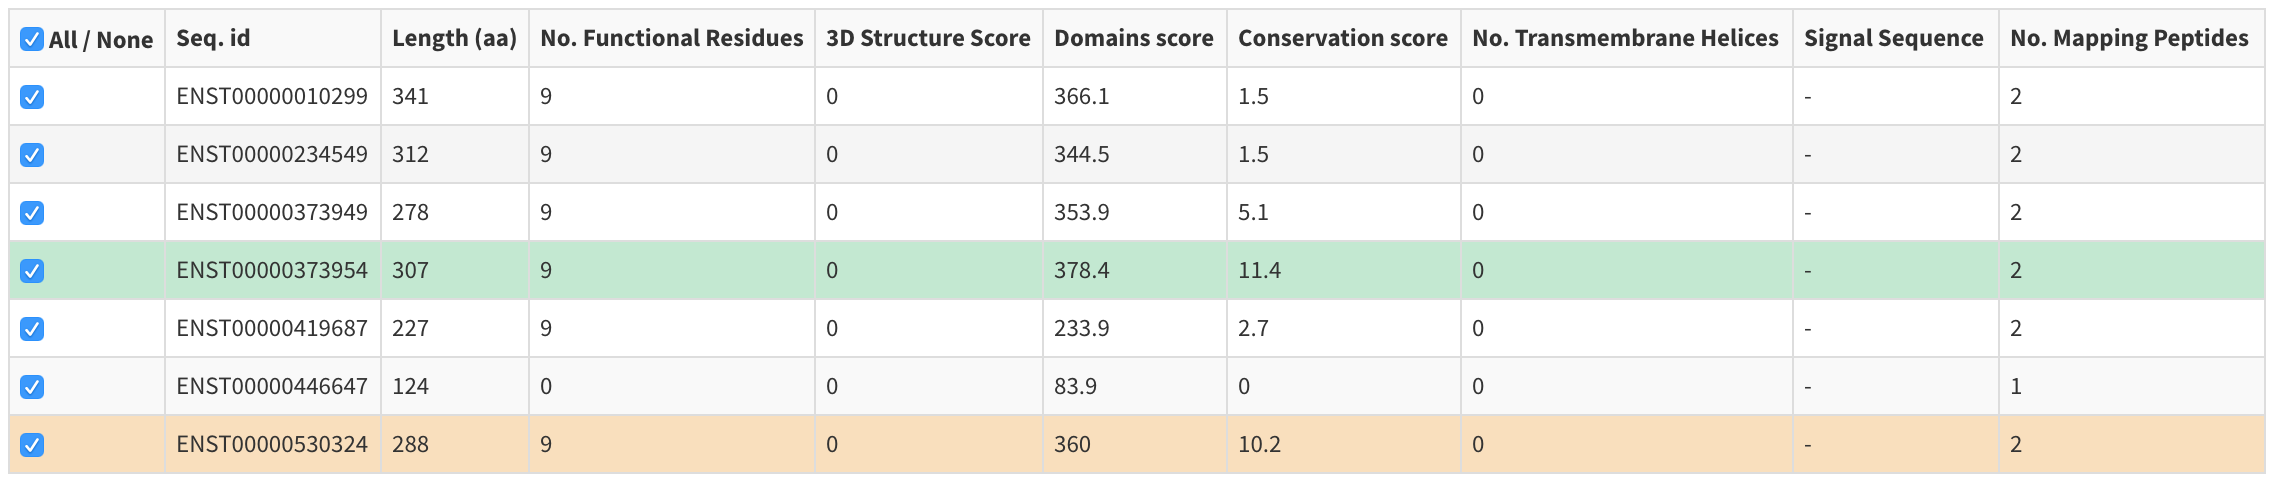 All / None Seq. id Length (aa) No. Functional Residues 3D Structure Score Domains score Conservation score No. Transmembrane Helices Signal Sequence No. Mapping Peptides
ENST00000010299 341 9 0 366.1 1.5 0 - 2
ENST00000234549 312 9 0 344.5 1.5 0 - 2
ENST00000373949 278 9 0 353.9 5.1 0 - 2
ENST00000373954 307 9 0 378.4 11.4 0 - 2
ENST00000419687 227 9 0 233.9 2.7 0 - 2
ENST00000446647 124 0 0 83.9 0 0 - 1
ENST00000530324 288 9 0 360 10.2 0 - 2